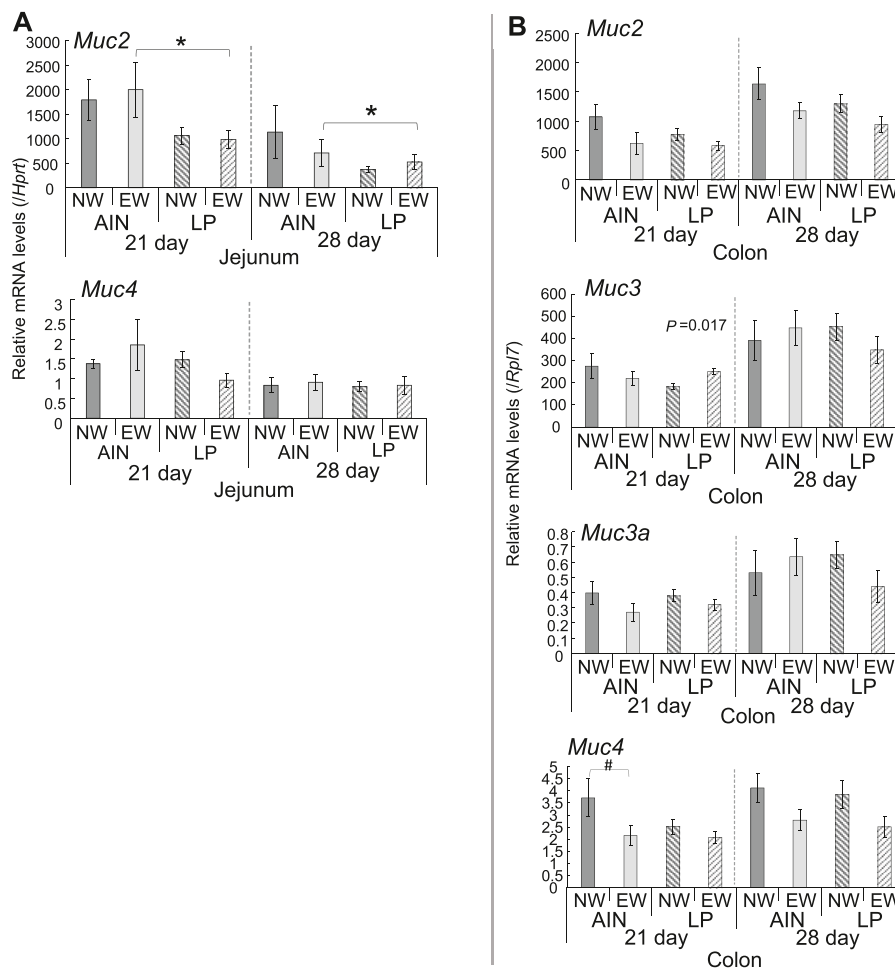 A
Muc2
Relative mRNA levels (/Hprt)
3000
2500
2000
1500
1000
500
0
*
*
NW EW NW EW NW EW NW EW
AIN LP AIN LP
21 day 28 day
Jejunum
Muc4
3
2.5
2
1.5
1
0.5
0
NW EW NW EW NW EW NW EW
AIN LP AIN LP
21 day 28 day
Jejunum
B
Muc2
Relative mRNA levels (/Rpl7)
2500
2000
1500
1000
500
0
NW EW NW EW NW EW NW EW
AIN LP AIN LP
21 day 28 day
Colon
Muc3
600
500
400
300
200
100
0
P=0.017
NW EW NW EW NW EW NW EW
AIN LP AIN LP
21 day 28 day
Colon
Muc3a
0.8
0.7
0.6
0.5
0.4
0.3
0.2
0.1
0
NW EW NW EW NW EW NW EW
AIN LP AIN LP
21 day 28 day
Colon
Muc4
#
5
4.5
4
3.5
3
2.5
2
1.5
1
0.5
0
NW EW NW EW NW EW NW EW
AIN LP AIN LP
21 day 28 day
Colon